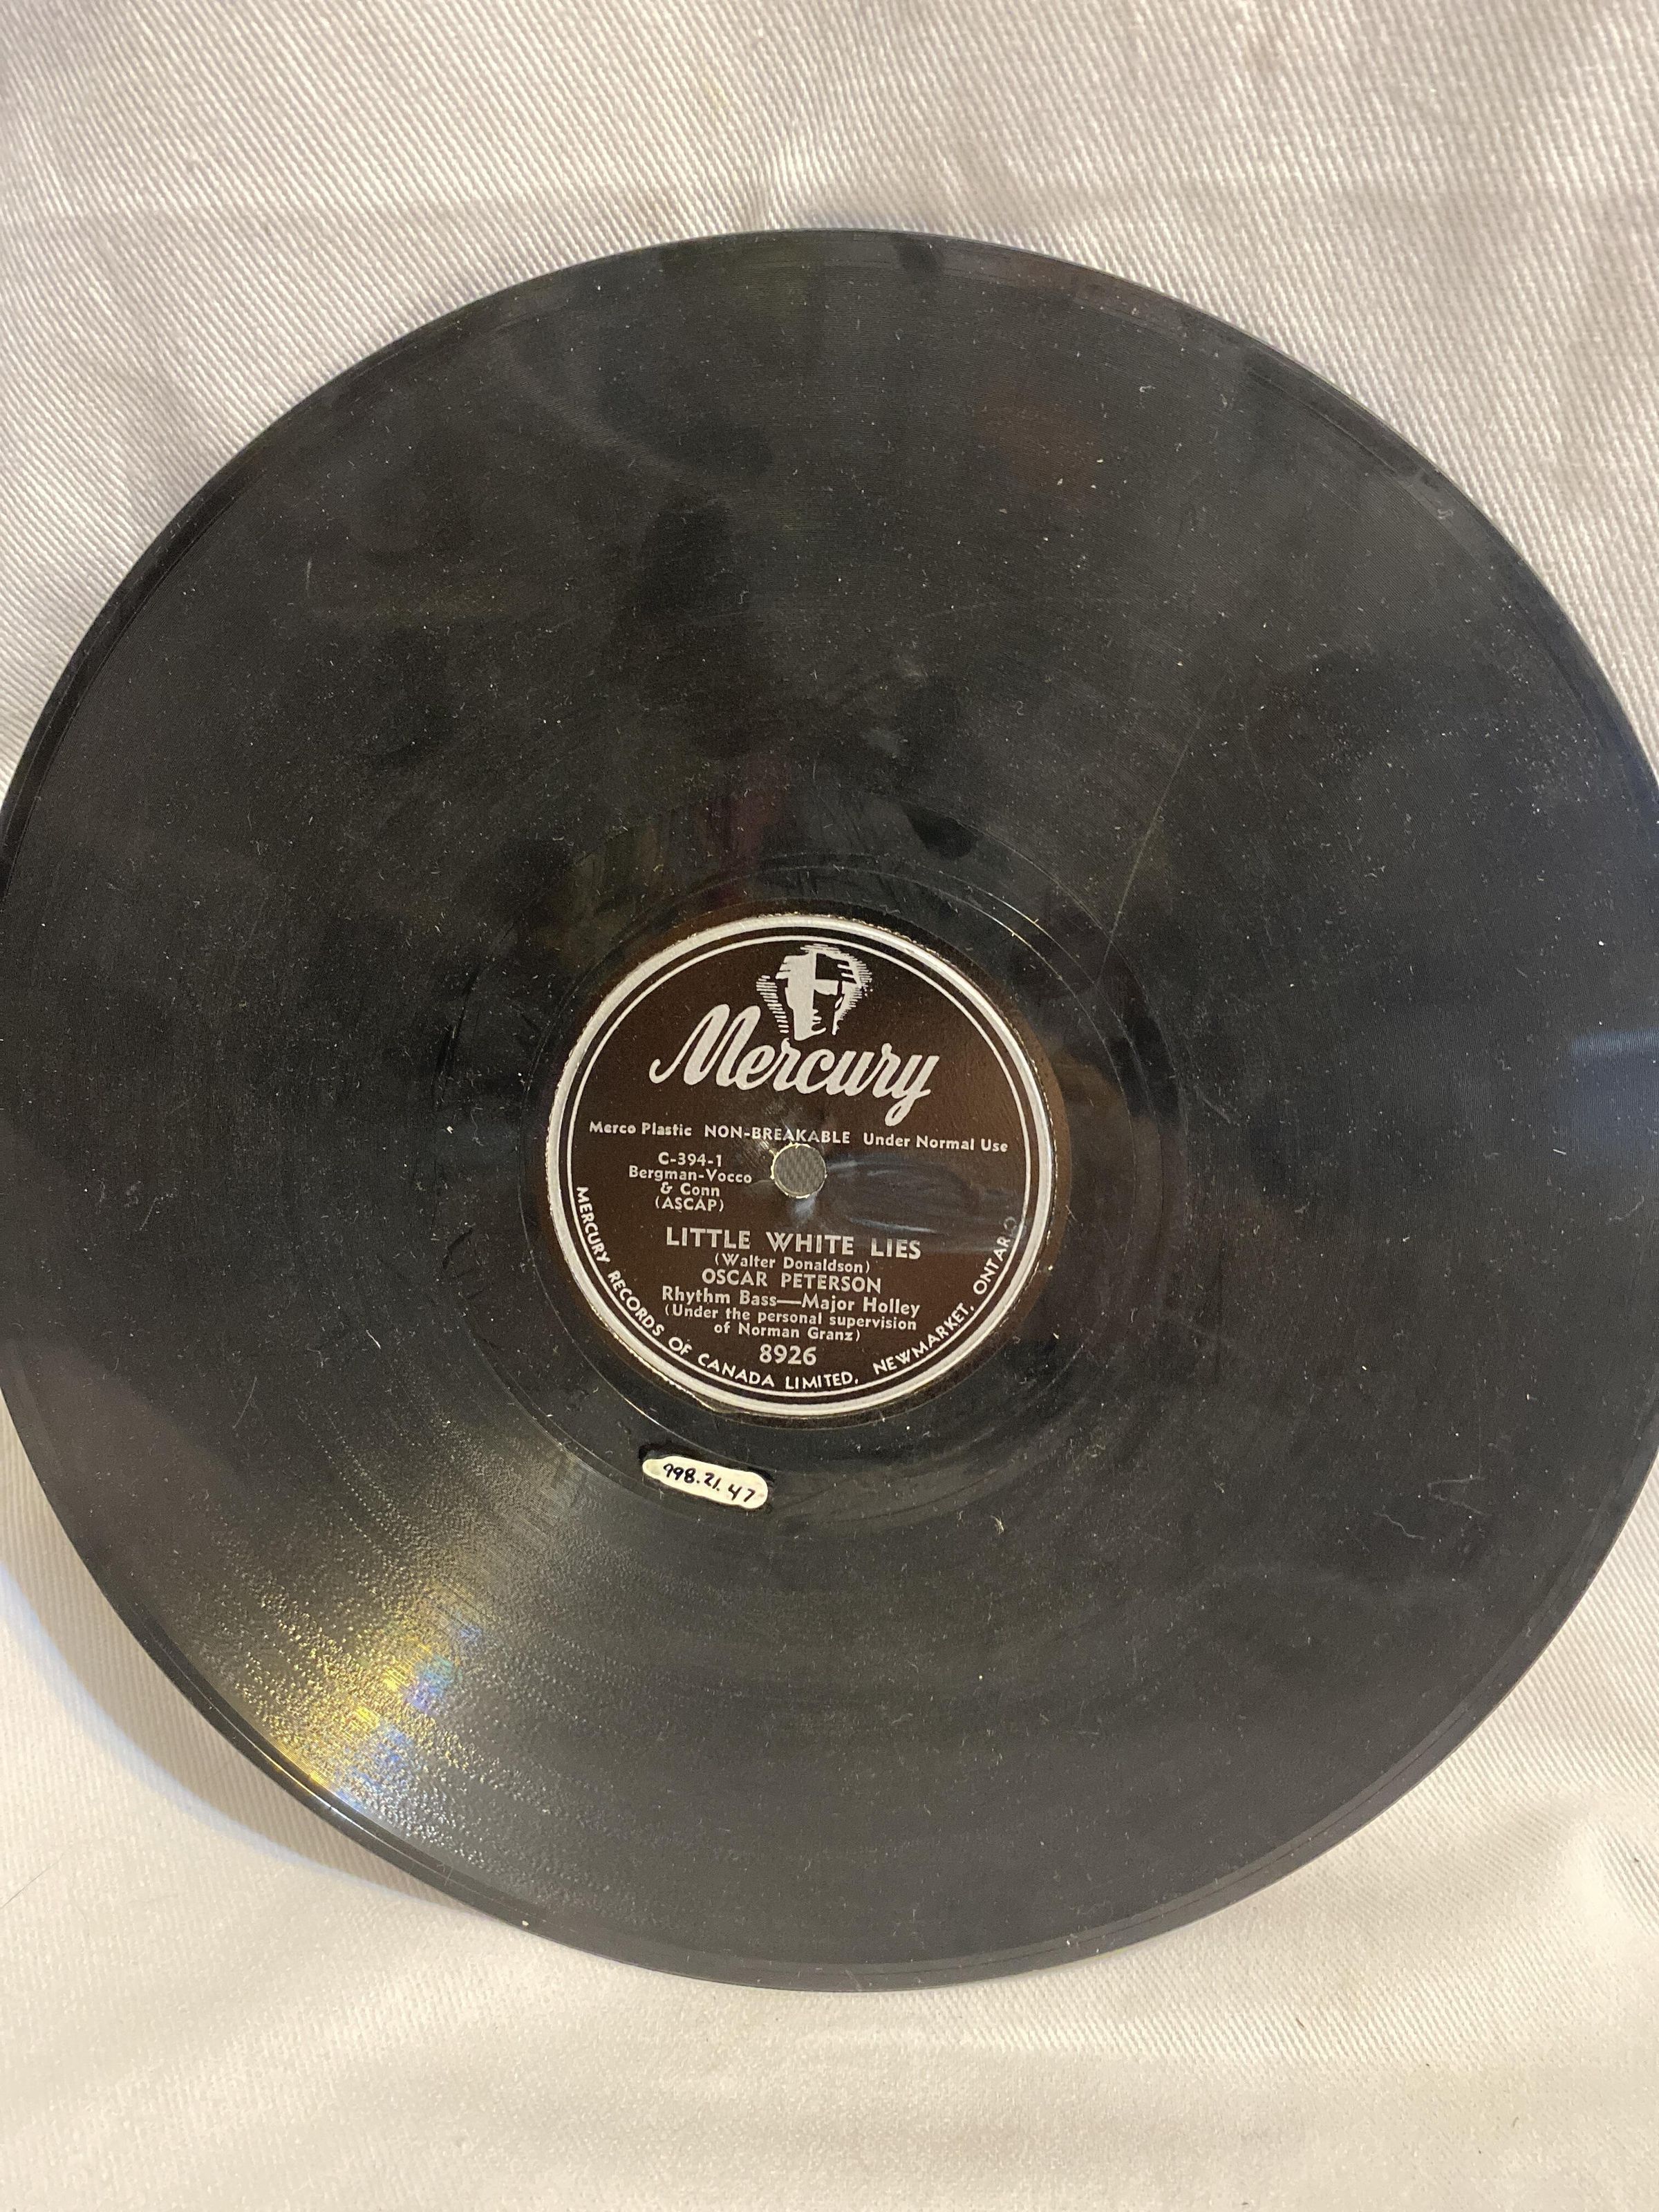 Mercury
Merco Plastic NON-BREAKABLE Under Normal Use
C-394-1
Bergman-Vocco
& Conn
(ASCAP)
LITTLE WHITE LIES
(Walter Donaldson)
OSCAR PETERSON
Rhythm Bass—Major Holley
(Under the personal supervision
of Norman Granz)
8926
MERCURY RECORDS OF CANADA LIMITED, NEWMARKET, ONTARIO
998.21.47